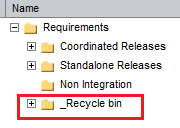 Name
Requirements
Coordinated Releases
Standalone Releases
Non Integration
_Recycle bin